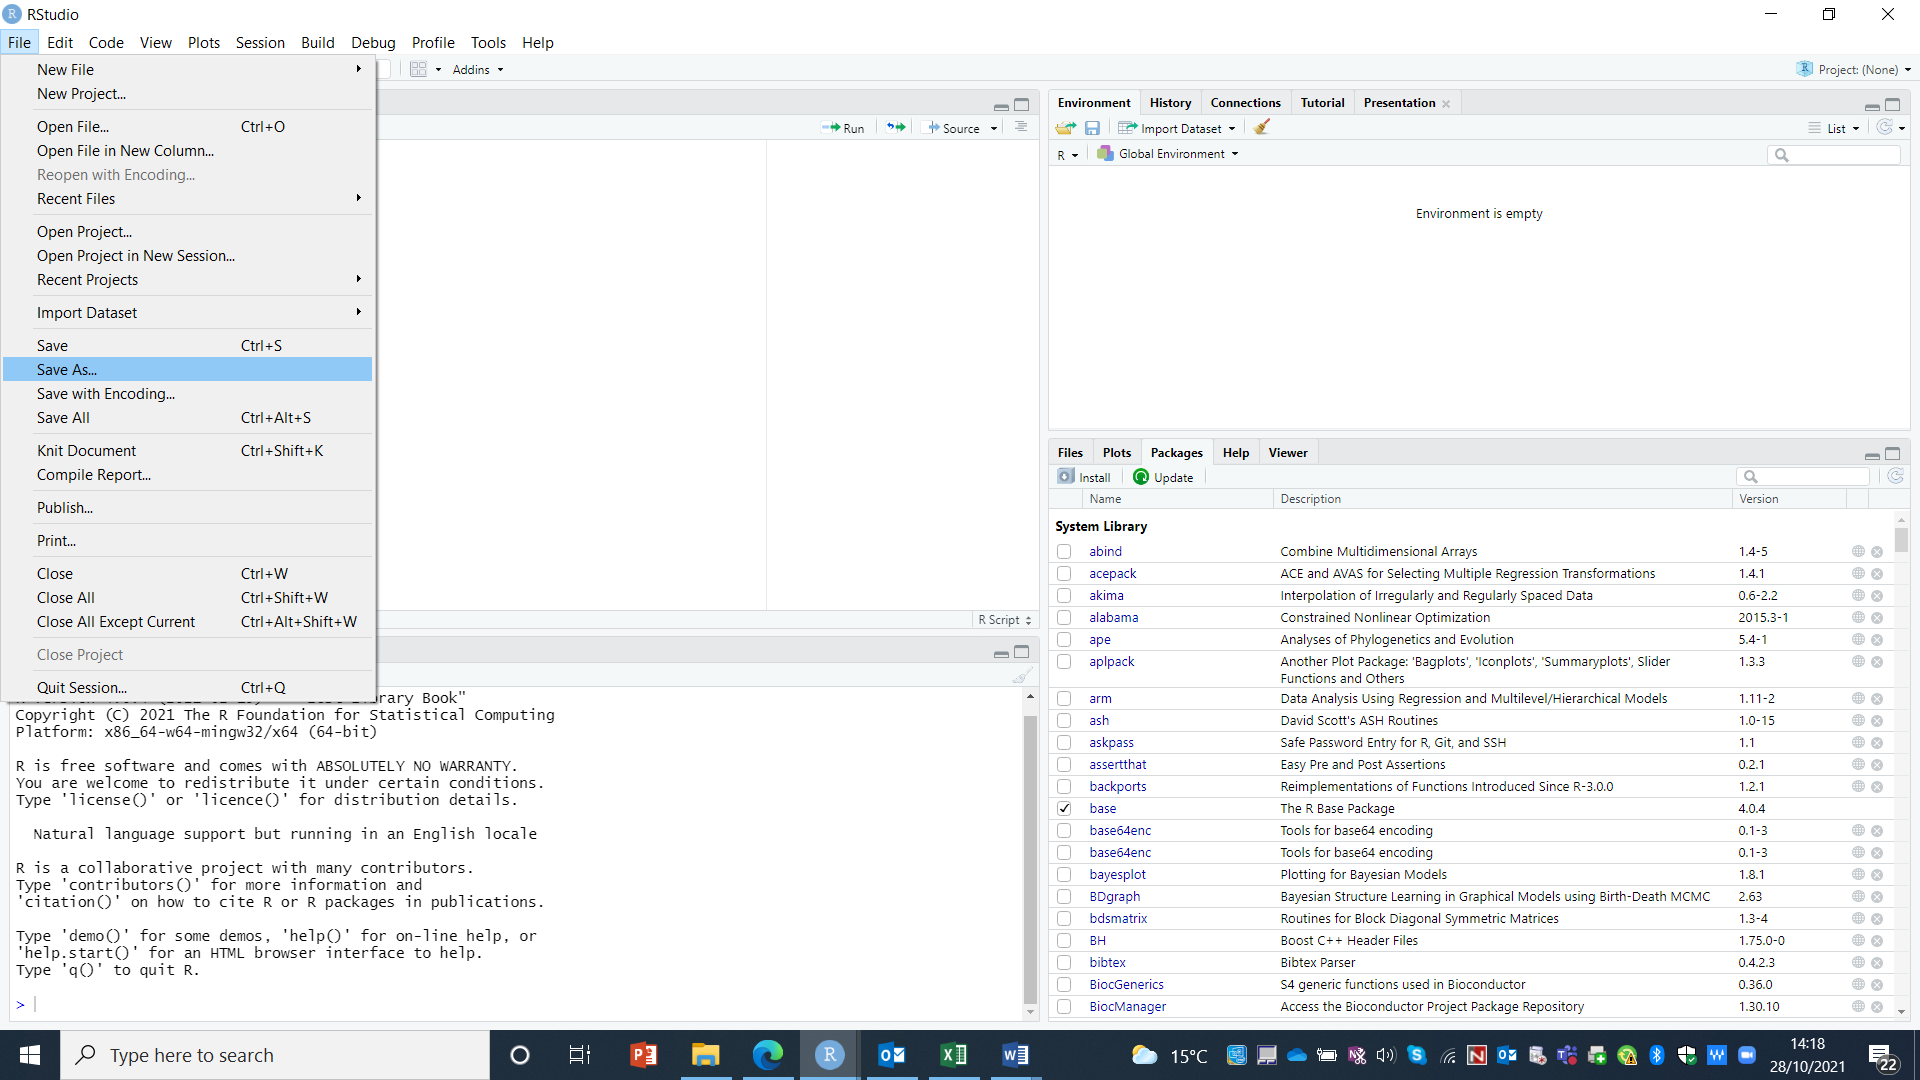 RStudio
File Edit Code View Plots Session Build Debug Profile Tools Help
New File
New Project...
Open File... Ctrl+O
Open File in New Column...
Reopen with Encoding...
Recent Files
Open Project...
Open Project in New Session...
Recent Projects
Import Dataset
Save Ctrl+S
Save As...
Save with Encoding...
Save All Ctrl+Alt+S
Knit Document Ctrl+Shift+K
Compile Report...
Publish...
Print...
Close Ctrl+W
Close All Ctrl+Shift+W
Close All Except Current Ctrl+Alt+Shift+W
Close Project
Quit Session... Ctrl+Q
Addins
Project: (None)
Run Source
R Script
rary Book"
Copyright (C) 2021 The R Foundation for Statistical Computing
Platform: x86_64-w64-mingw32/x64 (64-bit)
R is free software and comes with ABSOLUTELY NO WARRANTY.
You are welcome to redistribute it under certain conditions.
Type 'license()' or 'licence()' for distribution details.
Natural language support but running in an English locale
R is a collaborative project with many contributors.
Type 'contributors()' for more information and
'citation()' on how to cite R or R packages in publications.
Type 'demo()' for some demos, 'help()' for on-line help, or
'help.start()' for an HTML browser interface to help.
Type 'q()' to quit R.
>
Environment History Connections Tutorial Presentation
Import Dataset List
R Global Environment
Environment is empty
Files Plots Packages Help Viewer
Install Update
Name Description Version
System Library
abind Combine Multidimensional Arrays 1.4-5
acepack ACE and AVAS for Selecting Multiple Regression Transformations 1.4.1
akima Interpolation of Irregularly and Regularly Spaced Data 0.6-2.2
alabama Constrained Nonlinear Optimization 2015.3-1
ape Analyses of Phylogenetics and Evolution 5.4-1
aplpack Another Plot Package: 'Bagplots', 'Iconplots', 'Summaryplots', Slider 1.3.3
Functions and Others
arm Data Analysis Using Regression and Multilevel/Hierarchical Models 1.11-2
ash David Scott's ASH Routines 1.0-15
askpass Safe Password Entry for R, Git, and SSH 1.1
assertthat Easy Pre and Post Assertions 0.2.1
backports Reimplementations of Functions Introduced Since R-3.0.0 1.2.1
base The R Base Package 4.0.4
base64enc Tools for base64 encoding 0.1-3
base64enc Tools for base64 encoding 0.1-3
bayesplot Plotting for Bayesian Models 1.8.1
BDgraph Bayesian Structure Learning in Graphical Models using Birth-Death MCMC 2.63
bdsmatrix Routines for Block Diagonal Symmetric Matrices 1.3-4
BH Boost C++ Header Files 1.75.0-0
bibtex Bibtex Parser 0.4.2.3
BiocGenerics S4 generic functions used in Bioconductor 0.36.0
BiocManager Access the Bioconductor Project Package Repository 1.30.10
Type here to search
15°C
14:18
28/10/2021
22